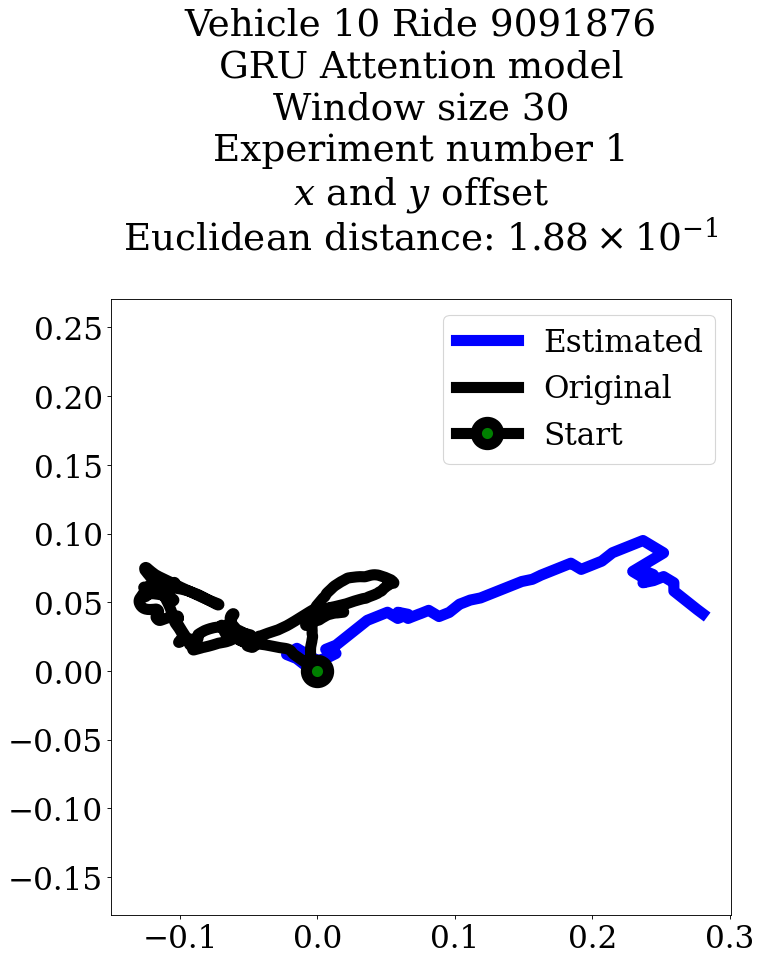 Vehicle 10 Ride 9091876
GRU Attention model
Window size 30
Experiment number 1
x and y offset
Euclidean distance: 1.88 × 10⁻¹
Estimated
Original
Start
0.25
0.20
0.15
0.10
0.05
0.00
−0.05
−0.10
−0.15
−0.1
0.0
0.1
0.2
0.3